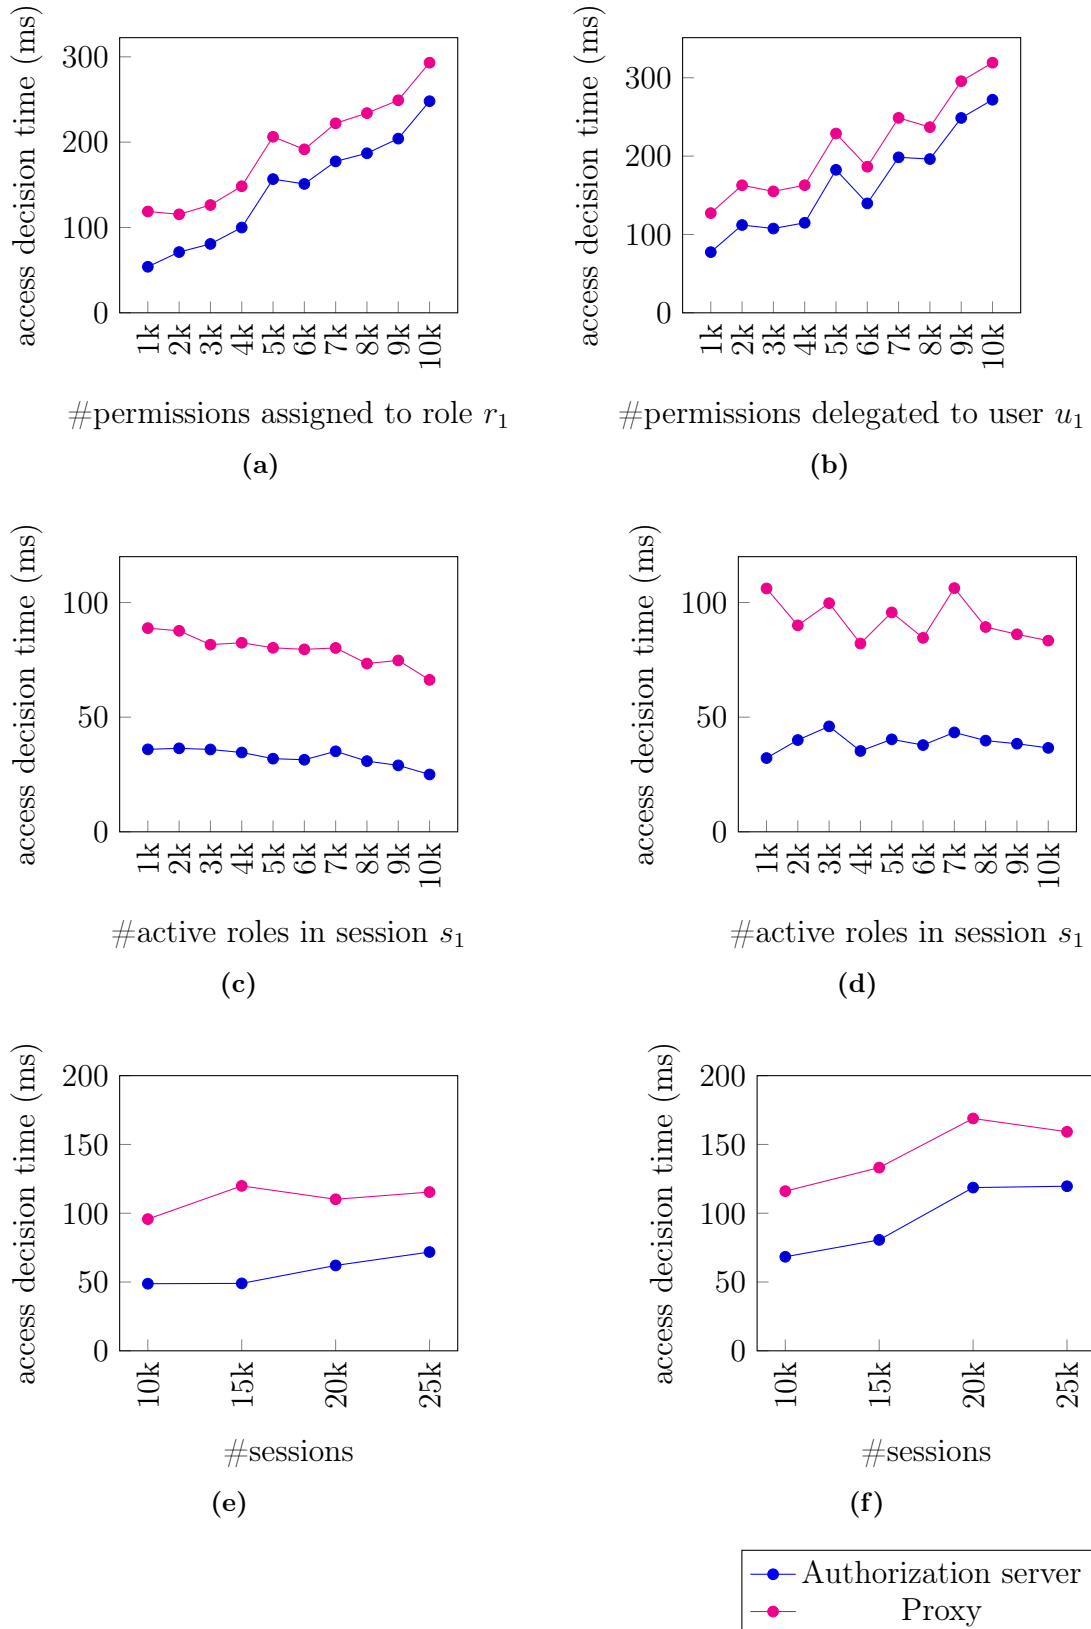 access decision time (ms)
300
200
100
0
1k 2k 3k 4k 5k 6k 7k 8k 9k 10k
#permissions assigned to role r₁
(a)
access decision time (ms)
300
200
100
0
1k 2k 3k 4k 5k 6k 7k 8k 9k 10k
#permissions delegated to user u₁
(b)
access decision time (ms)
100
50
0
1k 2k 3k 4k 5k 6k 7k 8k 9k 10k
#active roles in session s₁
(c)
access decision time (ms)
100
50
0
1k 2k 3k 4k 5k 6k 7k 8k 9k 10k
#active roles in session s₁
(d)
access decision time (ms)
200
150
100
50
0
10k 15k 20k 25k
#sessions
(e)
access decision time (ms)
200
150
100
50
0
10k 15k 20k 25k
#sessions
(f)
Authorization server
Proxy